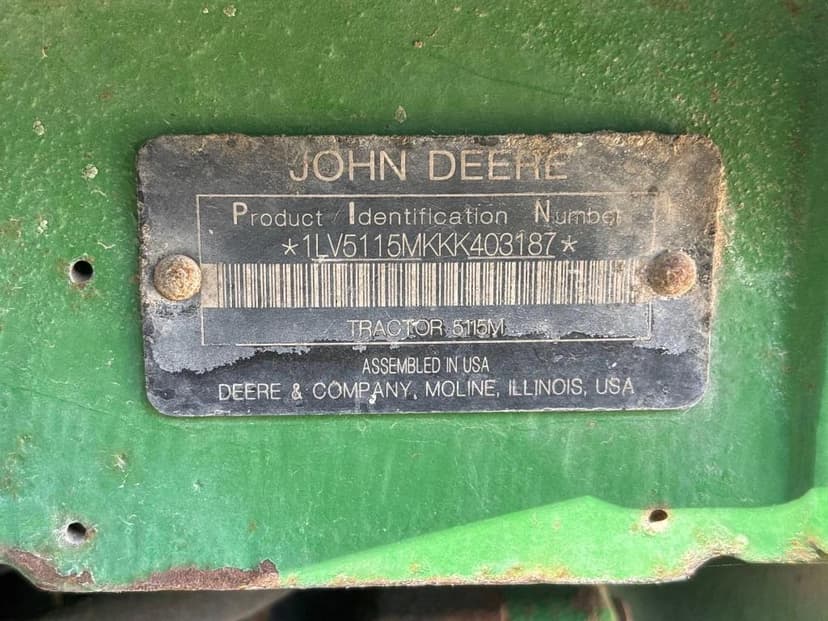 JOHN DEERE
Product Identification Number
*1LV5115MKKK403187*
TRACTOR 5115M
ASSEMBLED IN USA
DEERE & COMPANY, MOLINE, ILLINOIS, USA